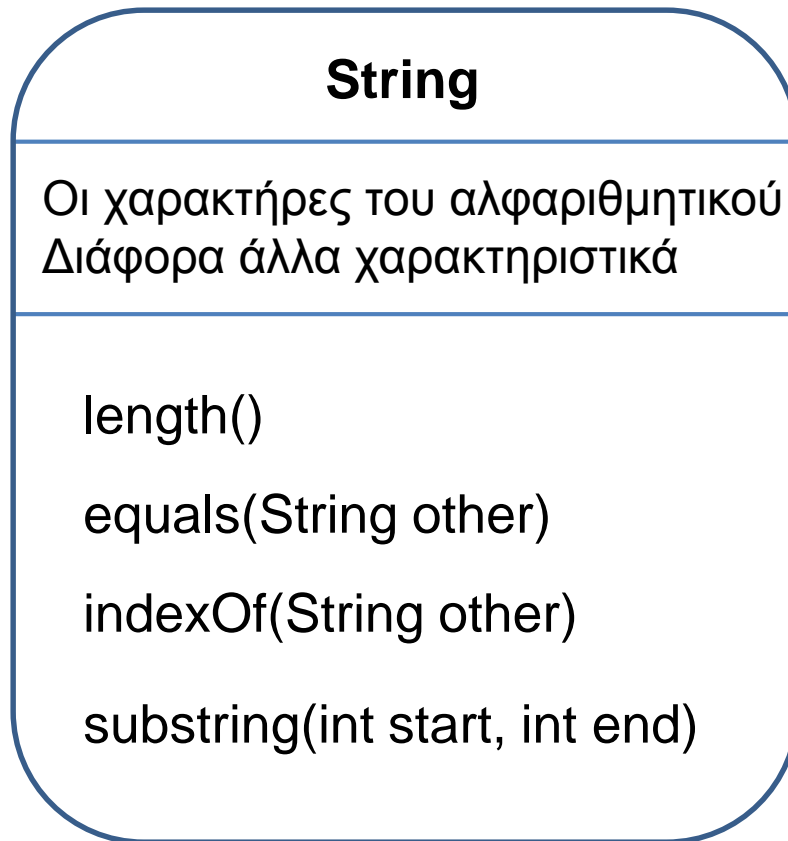 String
Οι χαρακτήρες του αλφαριθμητικού
Διάφορα άλλα χαρακτηριστικά
length()
equals(String other)
indexOf(String other)
substring(int start, int end)